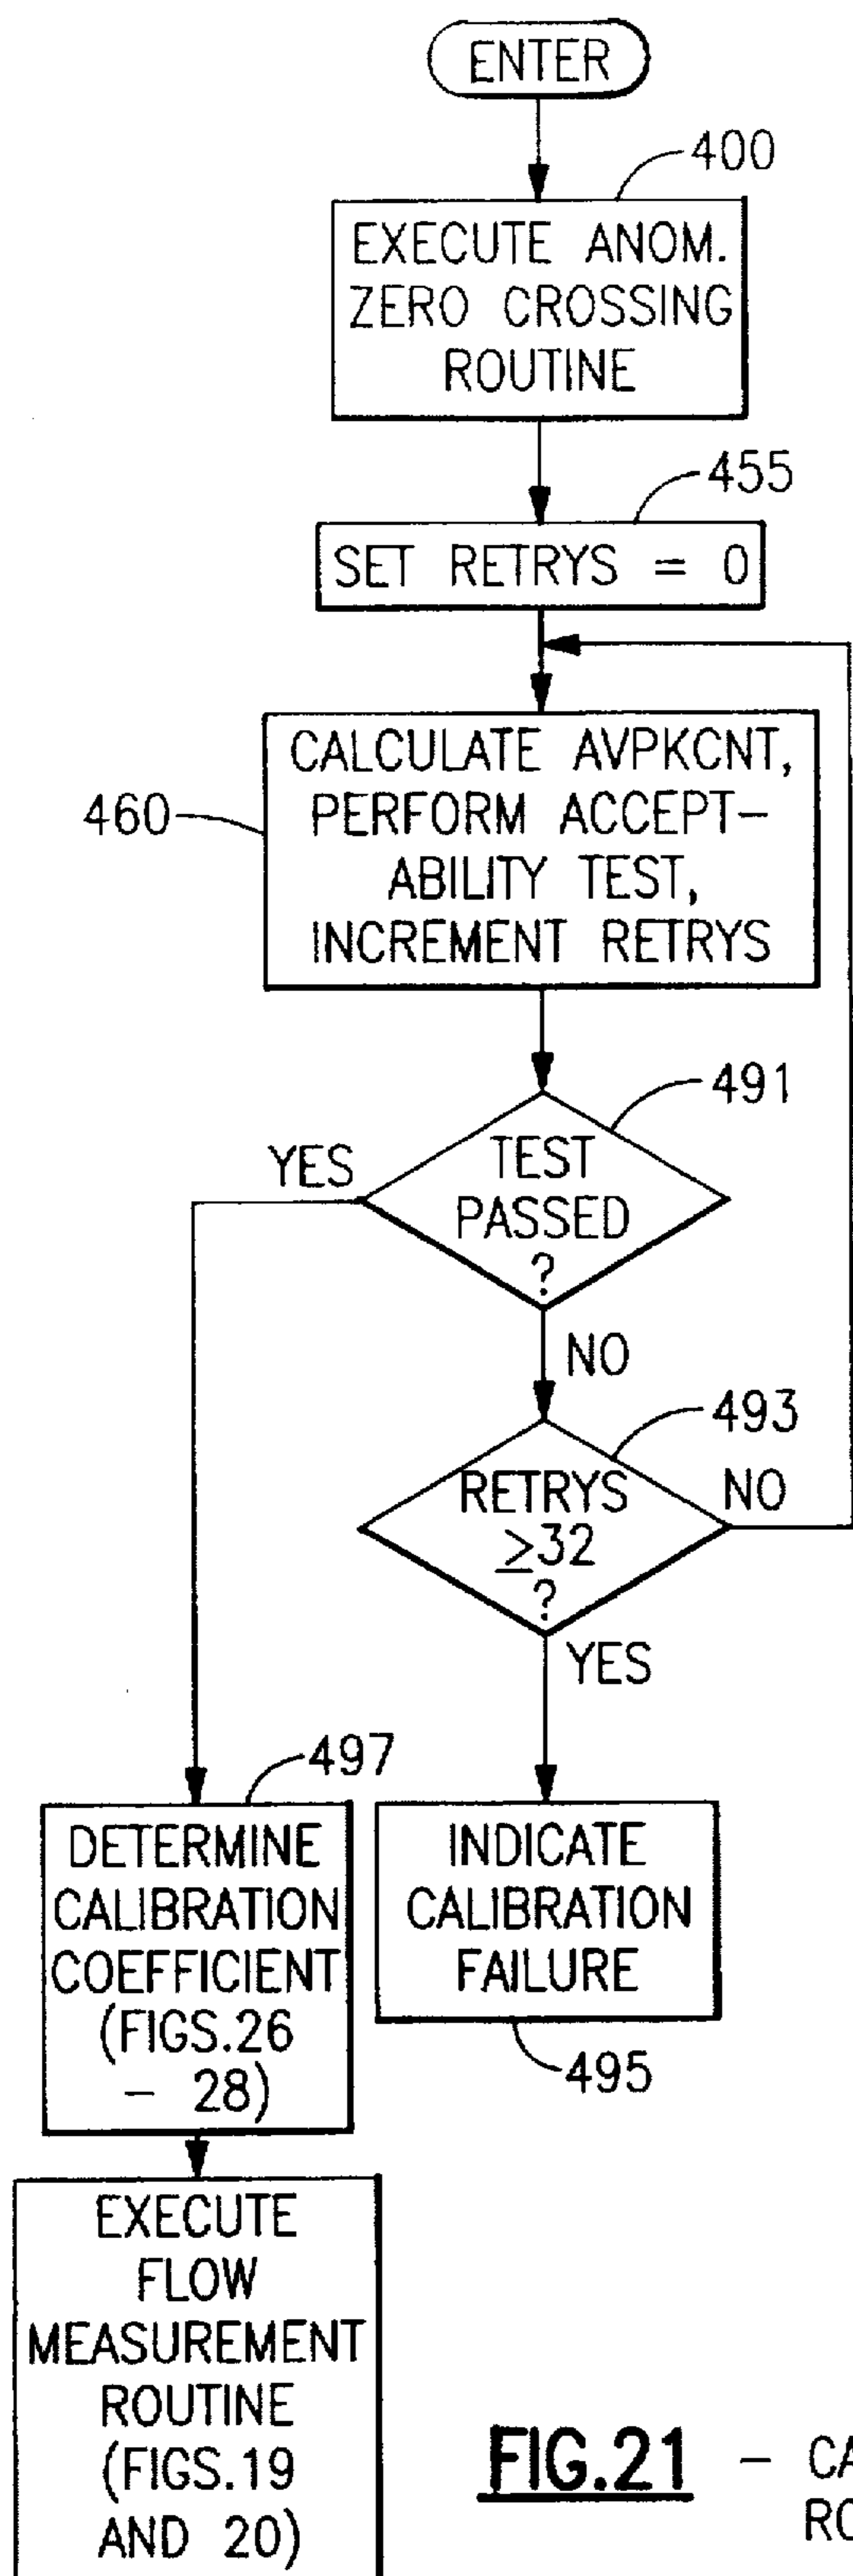 ENTER
400
EXECUTE ANOM.
ZERO CROSSING
ROUTINE
455
SET RETRYS = 0
460
CALCULATE AVPKCNT,
PERFORM ACCEPT-
ABILITY TEST,
INCREMENT RETRYS
491
YES
TEST
PASSED
?
NO
493
RETRYS
≥32
?
NO
YES
497
DETERMINE
CALIBRATION
COEFFICIENT
(FIGS.26
- 28)
INDICATE
CALIBRATION
FAILURE
495
EXECUTE
FLOW
MEASUREMENT
ROUTINE
(FIGS.19
AND 20)
FIG.21 -